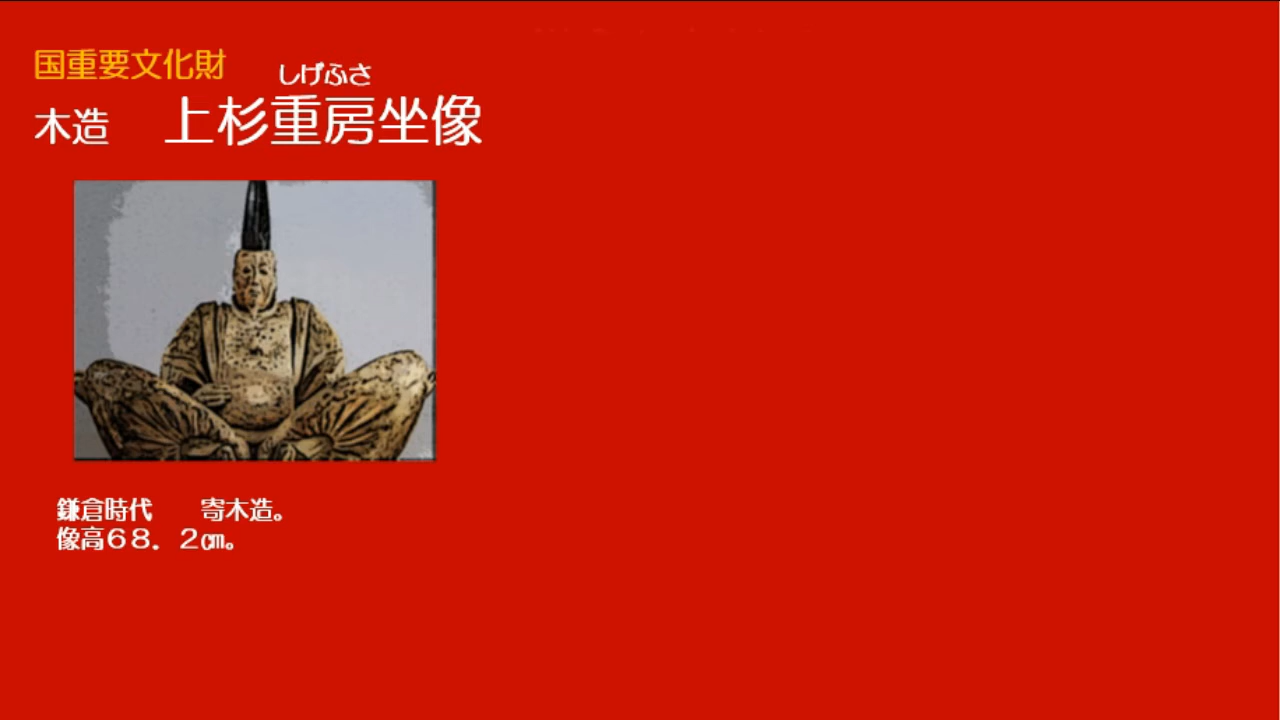 国重要文化財
しげふさ
木造　上杉重房坐像
鎌倉時代　　寄木造。
像高６８．２㎝。